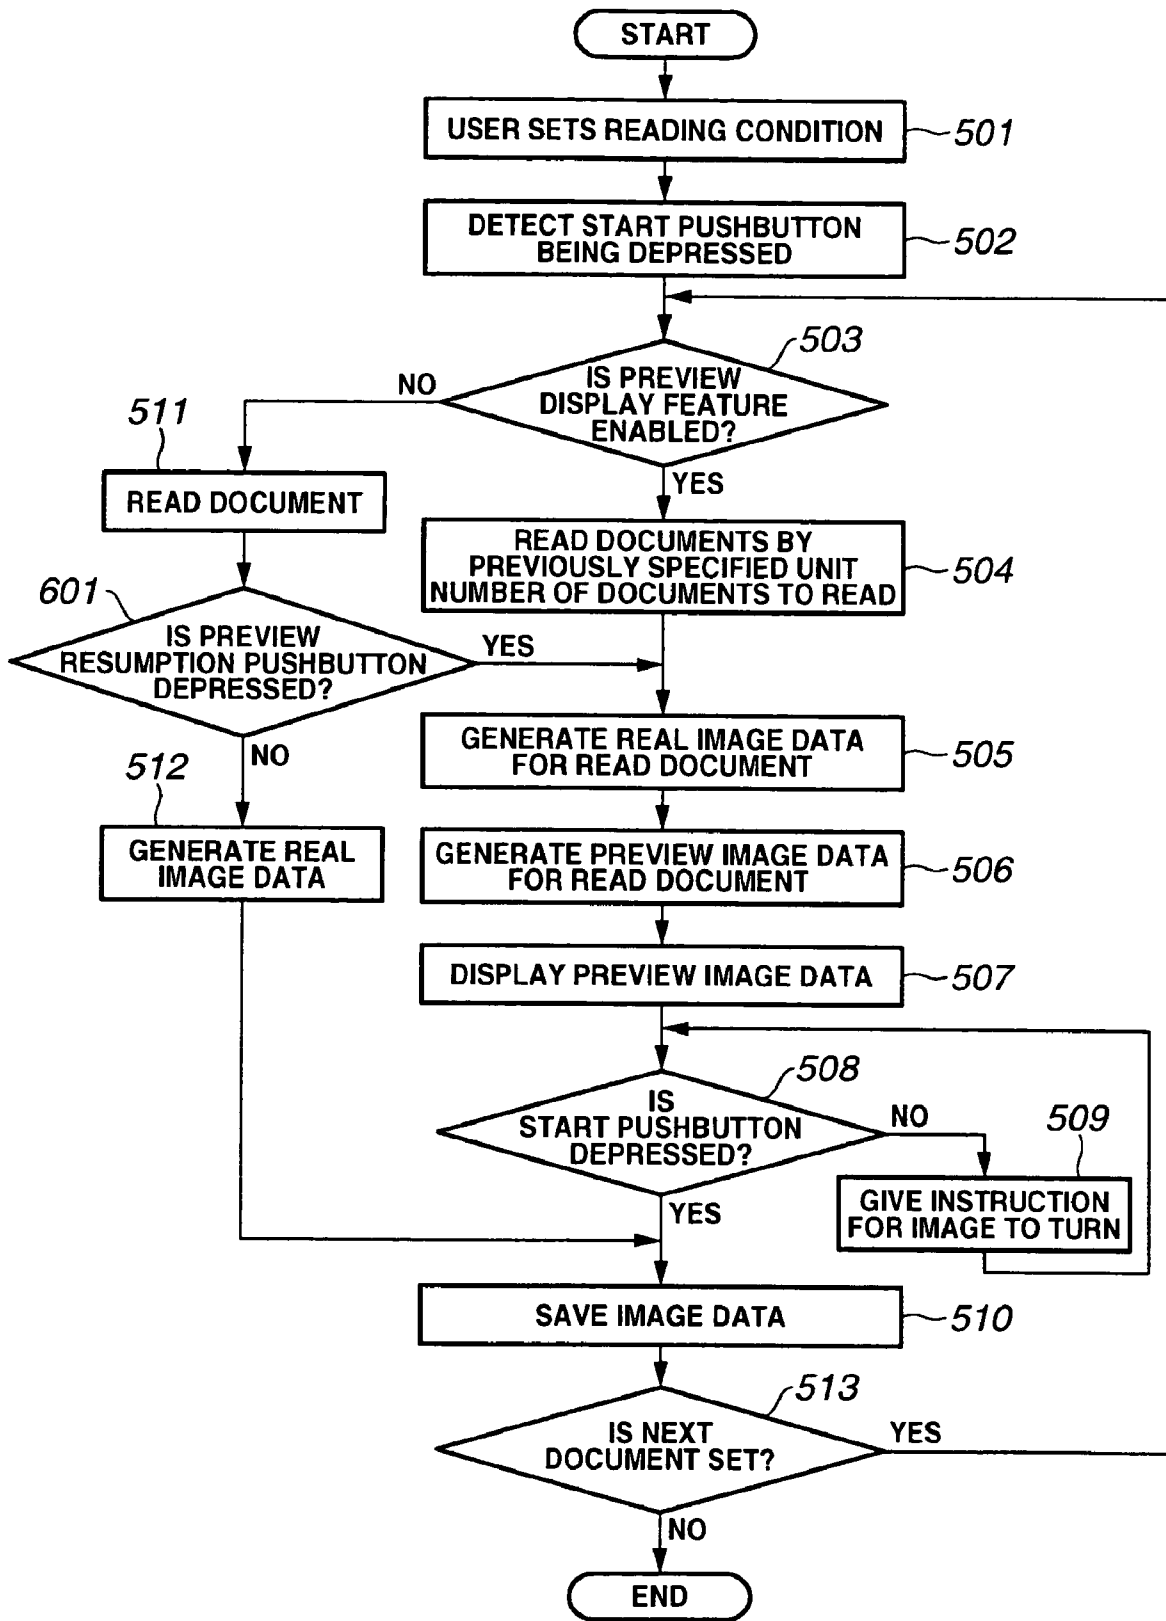 START
USER SETS READING CONDITION
501
DETECT START PUSHBUTTON
BEING DEPRESSED
502
503
IS PREVIEW
DISPLAY FEATURE
ENABLED?
NO
YES
511
READ DOCUMENT
READ DOCUMENTS BY
PREVIOUSLY SPECIFIED UNIT
NUMBER OF DOCUMENTS TO READ
504
601
IS PREVIEW
RESUMPTION PUSHBUTTON
DEPRESSED?
YES
NO
GENERATE REAL IMAGE DATA
FOR READ DOCUMENT
505
512
GENERATE REAL
IMAGE DATA
GENERATE PREVIEW IMAGE DATA
FOR READ DOCUMENT
506
DISPLAY PREVIEW IMAGE DATA
507
508
IS
START PUSHBUTTON
DEPRESSED?
NO
YES
509
GIVE INSTRUCTION
FOR IMAGE TO TURN
SAVE IMAGE DATA
510
513
IS NEXT
DOCUMENT SET?
YES
NO
END